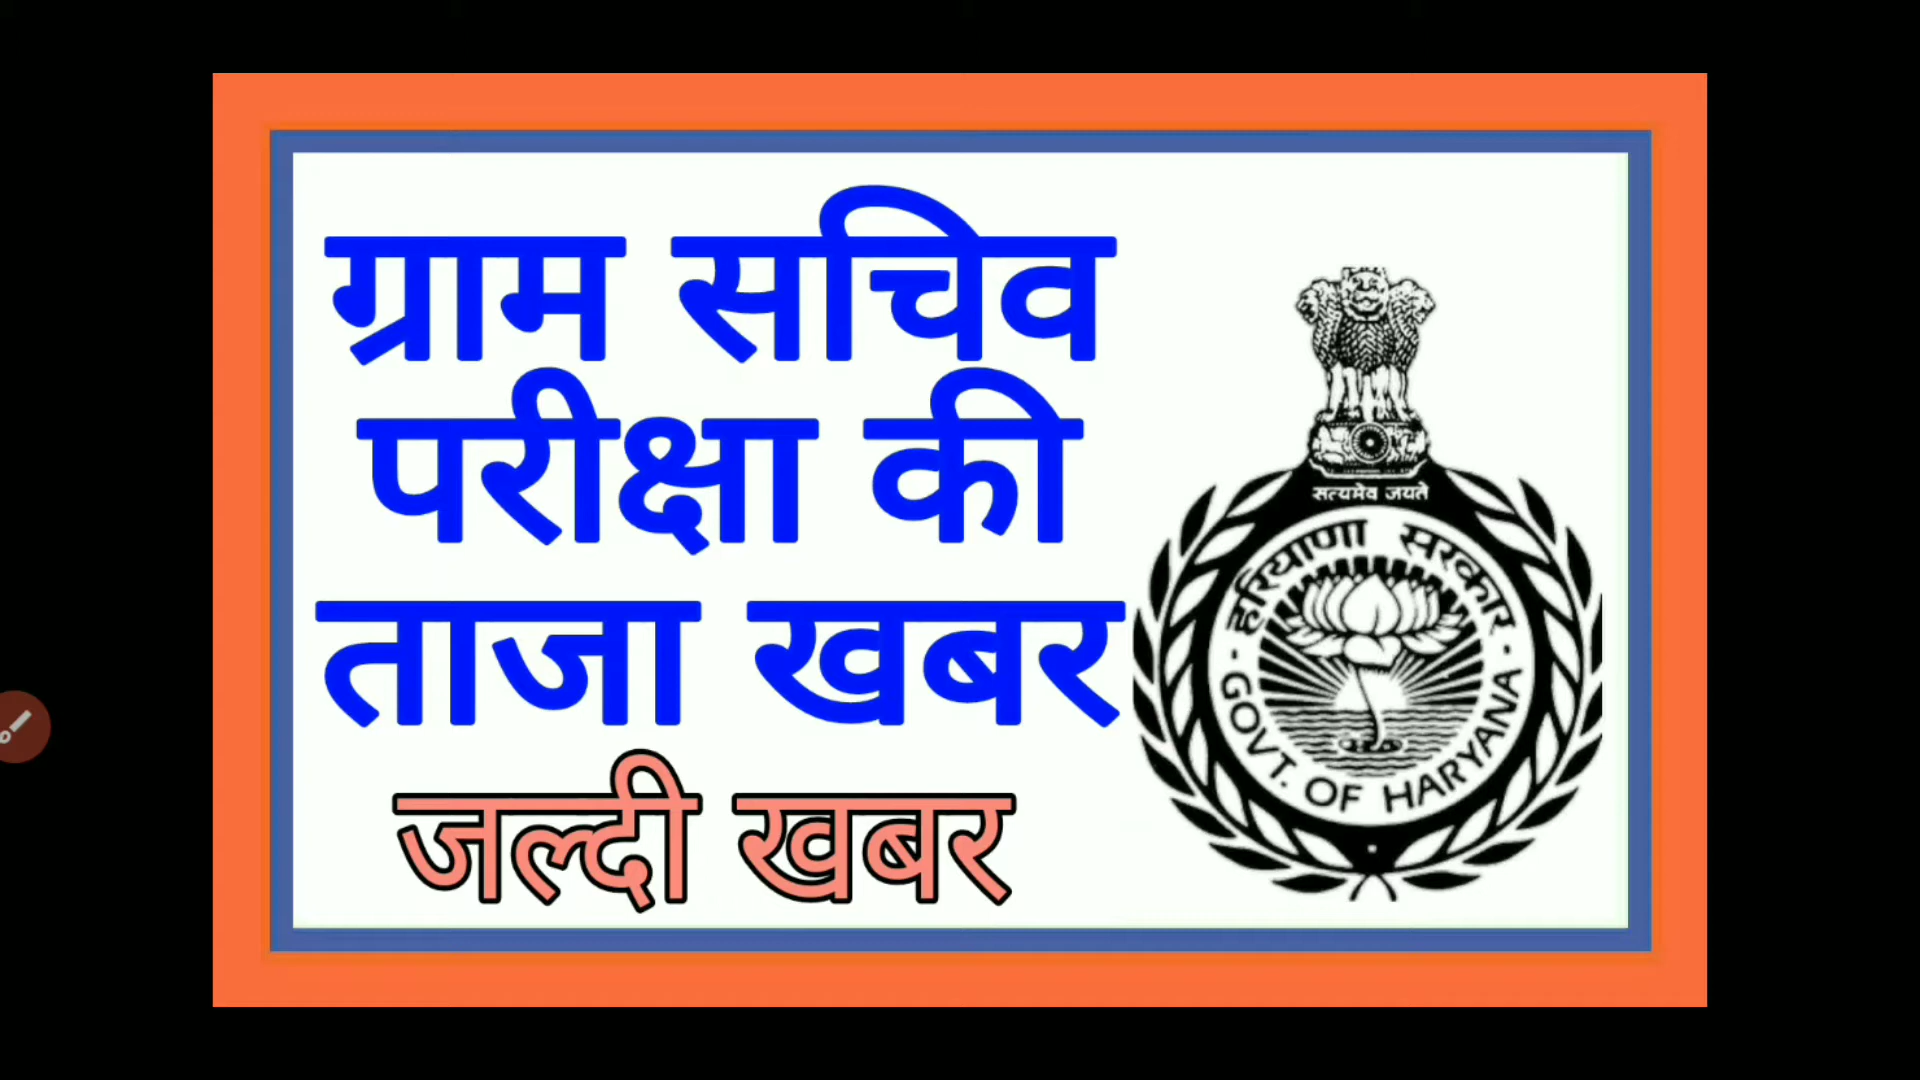 ग्राम सचिव
परीक्षा की
ताजा खबर
जल्दी खबर
सत्यमेव जयते
हरियाणा सरकार
GOVT. OF HARYANA